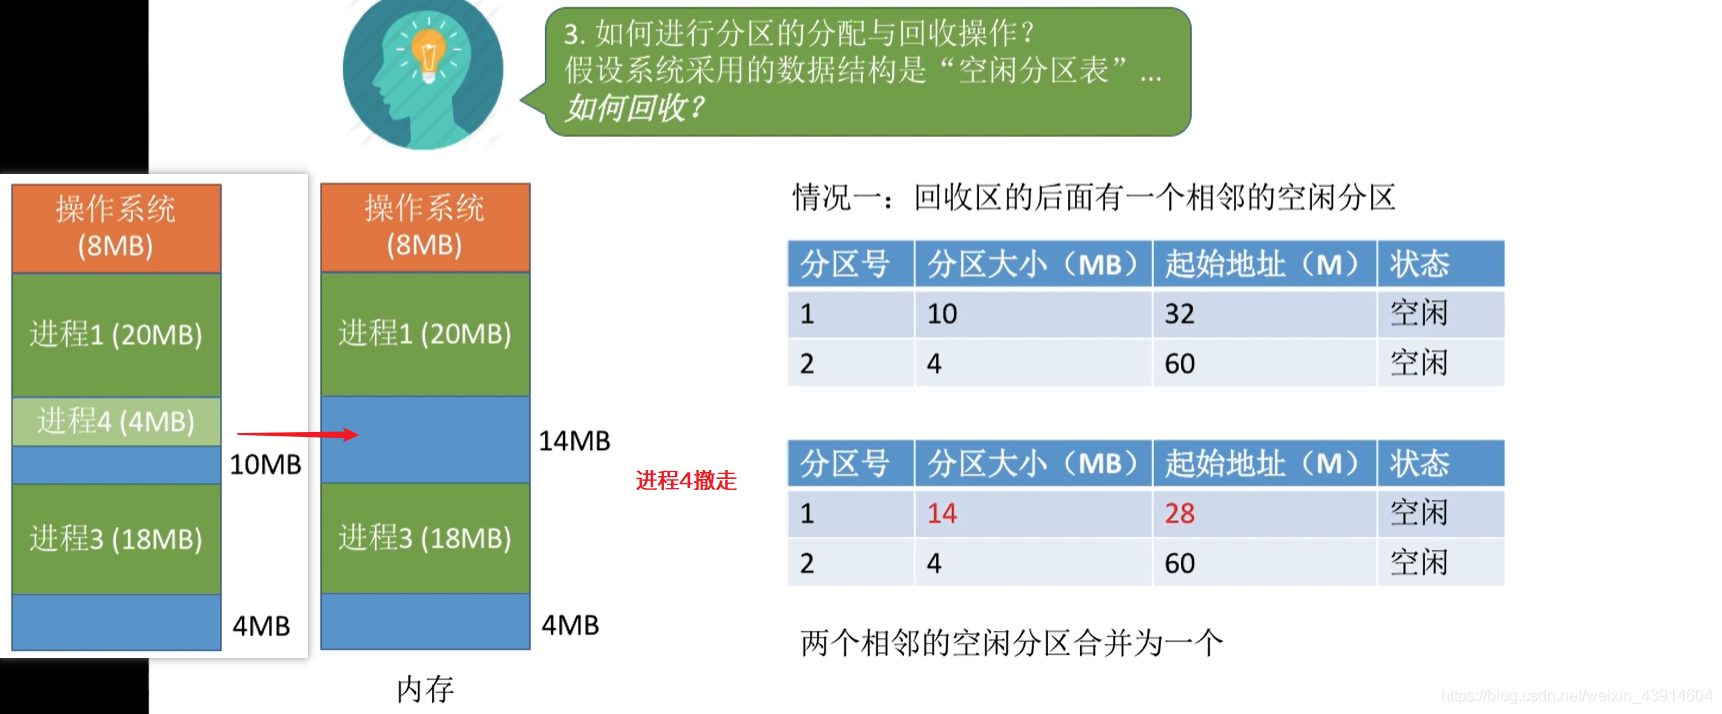 3. 如何进行分区的分配与回收操作？
假设系统采用的数据结构是“空闲分区表”...
如何回收？
操作系统
(8MB)
进程1 (20MB)
进程4 (4MB)
10MB
进程3 (18MB)
4MB
操作系统
(8MB)
进程1 (20MB)
14MB
进程3 (18MB)
4MB
内存
进程4撤走
情况一：回收区的后面有一个相邻的空闲分区
分区号 分区大小（MB） 起始地址（M） 状态
1 10 32 空闲
2 4 60 空闲
分区号 分区大小（MB） 起始地址（M） 状态
1 14 28 空闲
2 4 60 空闲
两个相邻的空闲分区合并为一个
https://blog.csdn.net/weixin_43914604